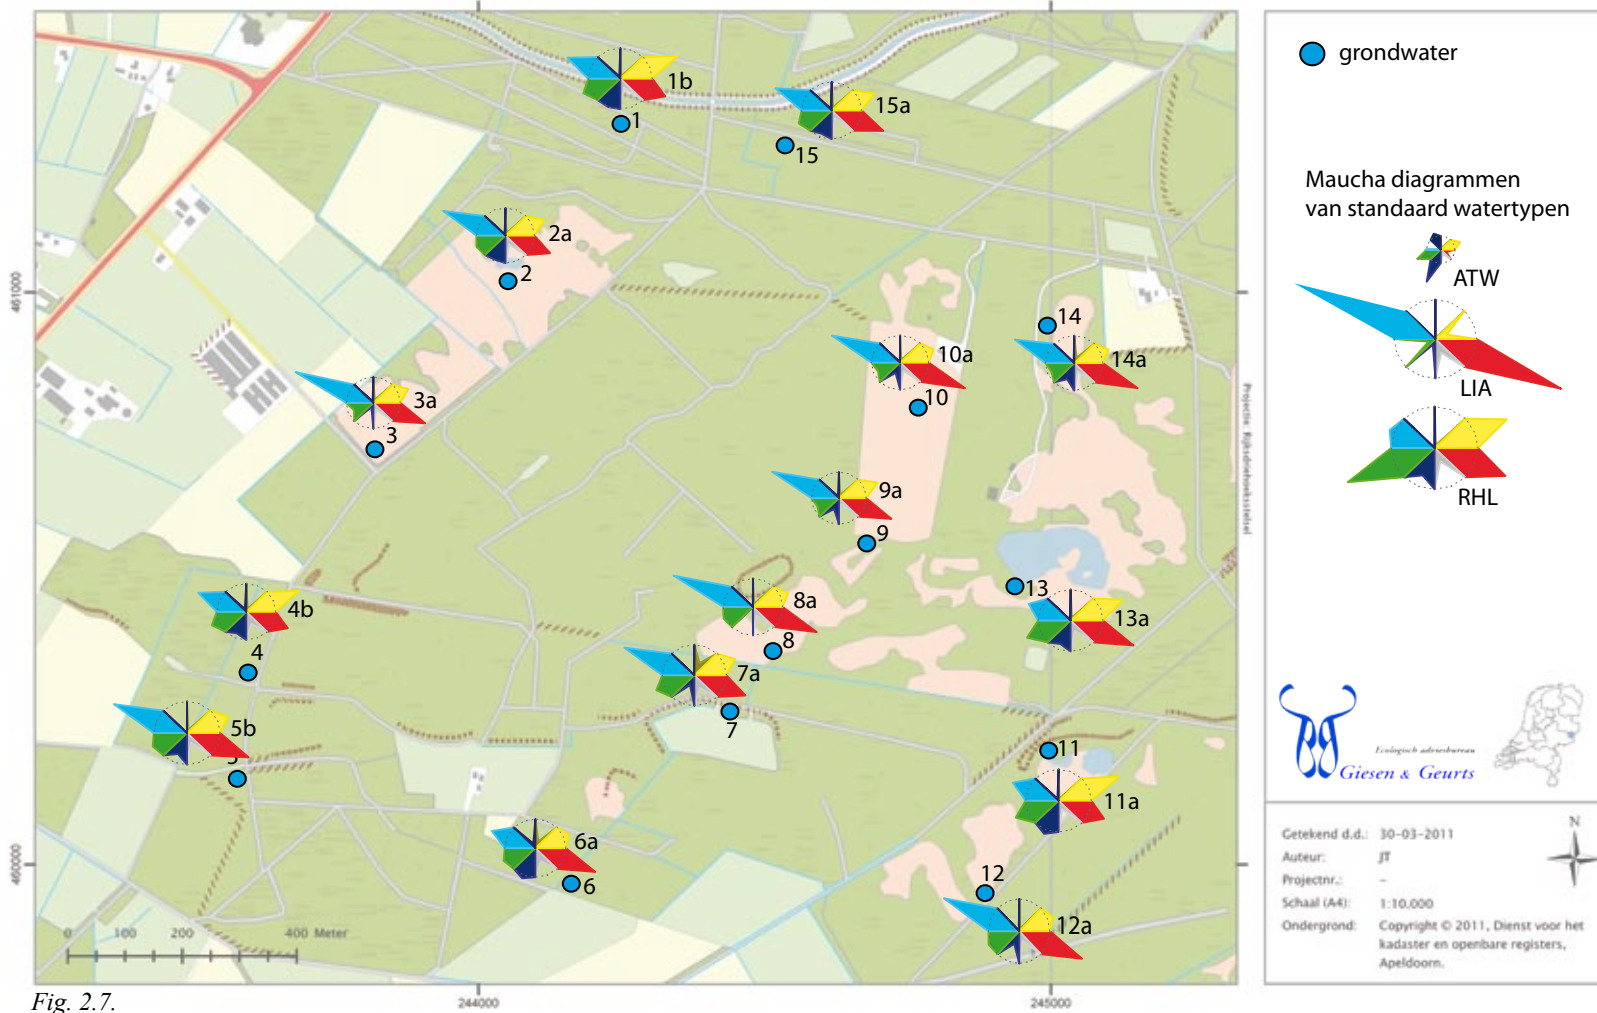 1b
1
15a
15
2a
2
3a
3
10a
10
14
14a
9a
9
8a
8
13
13a
7a
7
4b
4
5b
5
6a
6
11
11a
12
12a
461000
460000
244000
245000
0 100 200 400 Meter
Fig. 2.7.
Projectie: Rijksdriehoeksstelsel
grondwater
Maucha diagrammen
van standaard watertypen
ATW
LIA
RHL
Ecologisch adviesbureau
Giesen & Geurts
Getekend d.d.: 30-03-2011
Auteur: JT
Projectnr.: -
Schaal (A4): 1:10.000
Ondergrond: Copyright © 2011, Dienst voor het
kadaster en openbare registers,
Apeldoorn.
N